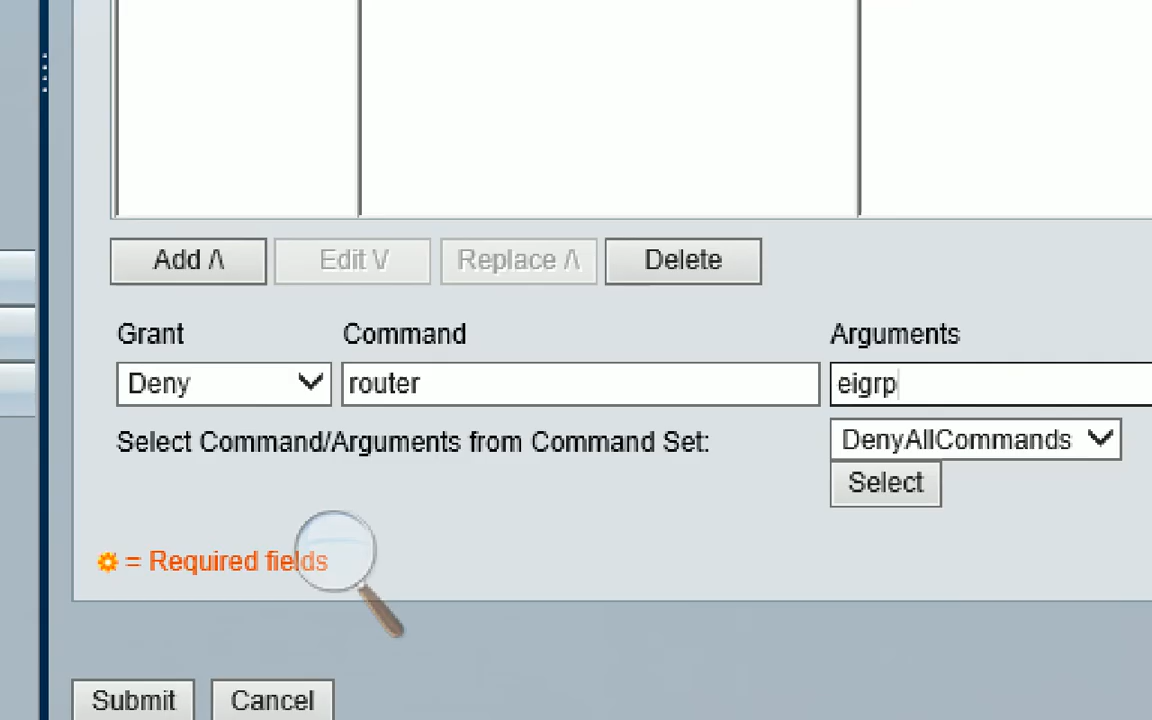 Add /\ Edit \/ Replace /\ Delete
Grant Command Arguments
Deny router eigrp
Select Command/Arguments from Command Set: DenyAllCommands
Select
= Required fields
Submit Cancel